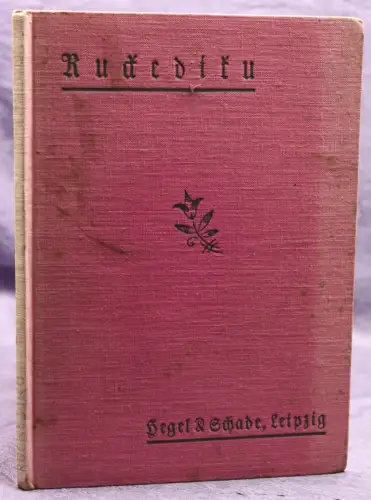 Ruckediku
Hegel & Schade, Leipzig